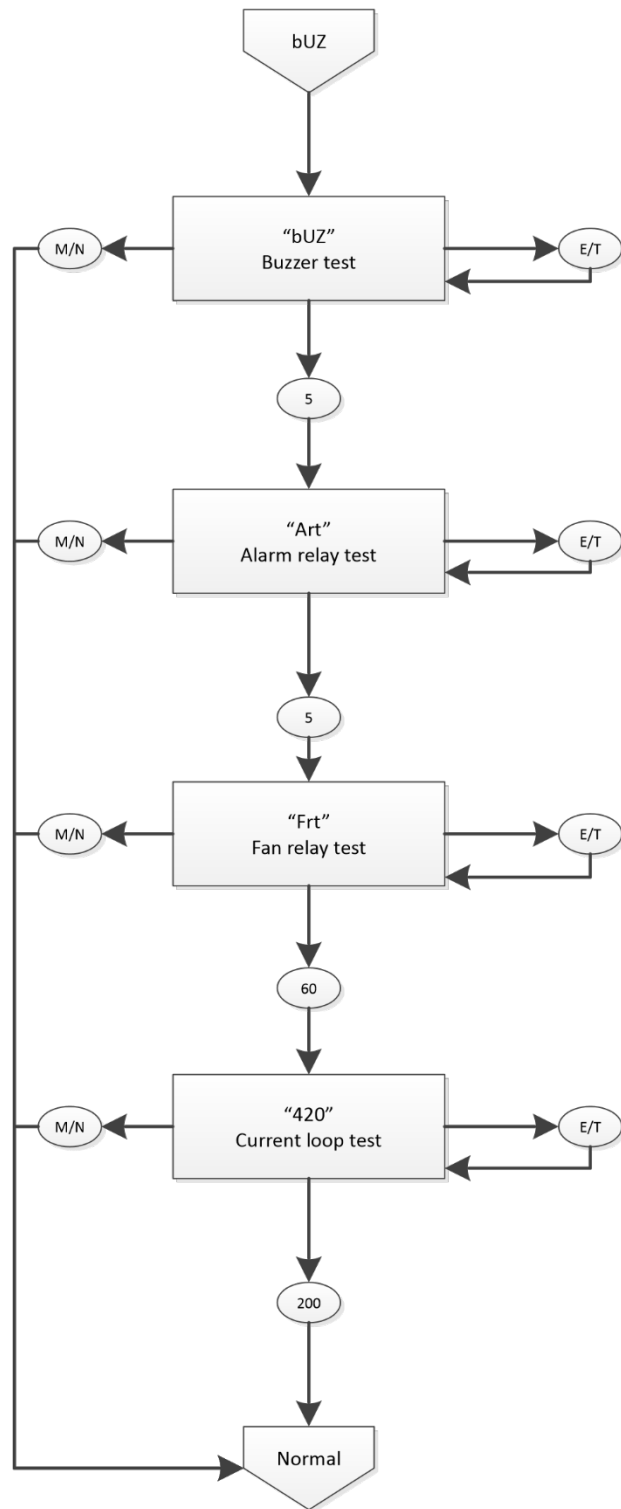 bUZ
M/N
“bUZ”
Buzzer test
E/T
5
M/N
“Art”
Alarm relay test
E/T
5
M/N
“Frt”
Fan relay test
E/T
60
M/N
“420”
Current loop test
E/T
200
Normal